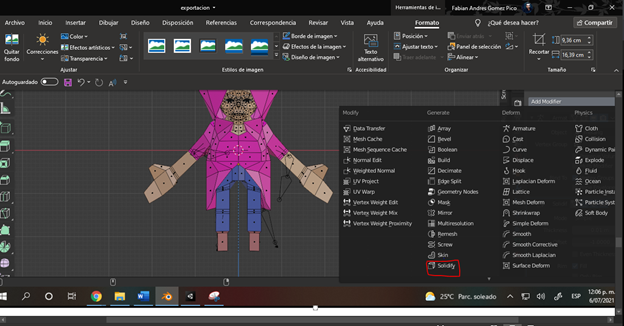 exportacion
Herramientas de i...
Fabian Andres Gomez Pico
Inicio Insertar Dibujar Diseño Disposición Referencias Correspondencia Revisar Vista Ayuda Formato ¿Qué desea hacer? Compartir
Quitar fondo
Correcciones
Color
Efectos artísticos
Transparencia
Ajustar
Estilos de imagen
Borde de imagen
Efectos de la imagen
Diseño de imagen
Texto alternativo
Accesibilidad
Posición
Ajustar texto
Traer adelante
Panel de selección
Alinear
Organizar
Recortar
9,36 cm
16,39 cm
Tamaño
Autoguardado
Add Modifier
Modify
Data Transfer
Mesh Cache
Mesh Sequence Cache
Normal Edit
Weighted Normal
UV Project
UV Warp
Vertex Weight Edit
Vertex Weight Mix
Vertex Weight Proximity
Generate
Array
Bevel
Boolean
Build
Decimate
Edge Split
Geometry Nodes
Mask
Mirror
Multiresolution
Remesh
Screw
Skin
Solidify
Deform
Armature
Cast
Curve
Displace
Hook
Laplacian Deform
Lattice
Mesh Deform
Shrinkwrap
Simple Deform
Smooth
Smooth Corrective
Smooth Laplacian
Surface Deform
Physics
Cloth
Collision
Dynamic Pai
Explode
Fluid
Ocean
Particle Insta
Particle Syst
Soft Body
25°C Parc. soleado
ESP
12:06 p. m.
6/07/2021